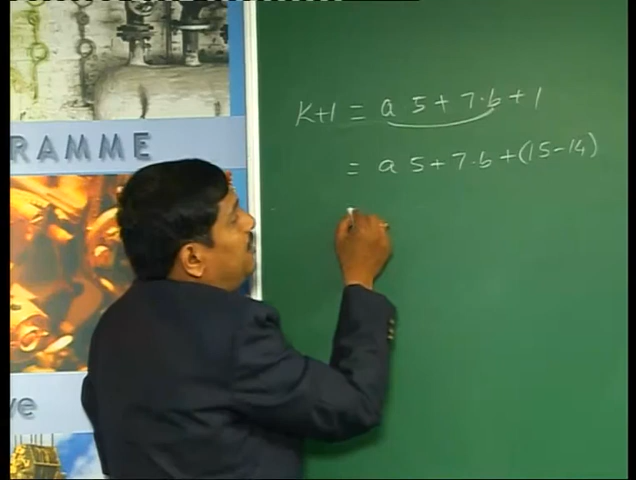 RAMME
K+1 = a 5 + 7·b + 1
= a 5 + 7·b + (15-14)
ve